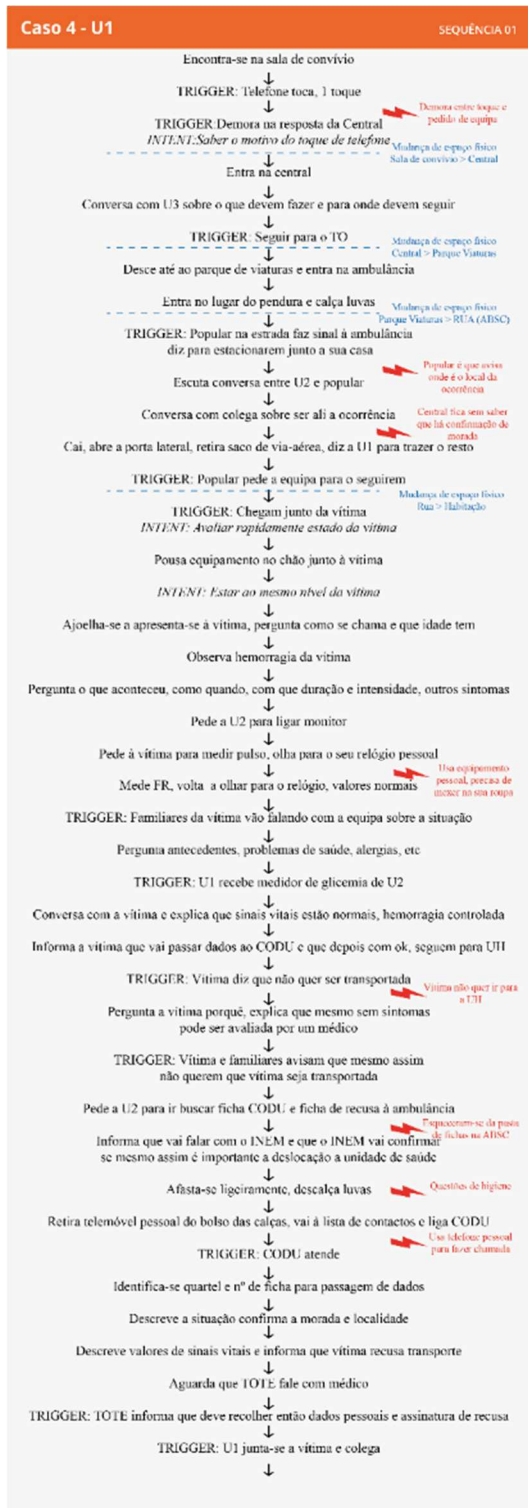 Caso 4 - U1
SEQUÊNCIA 01
Encontra-se na sala de convívio
TRIGGER: Telefone toca, 1 toque
Demora entre toque e
pedido de equipa
TRIGGER:Demora na resposta da Central
INTENT:Saber o motivo do toque de telefone
Mudança de espaço físico
Sala de convívio > Central
Entra na central
Conversa com U3 sobre o que devem fazer e para onde devem seguir
TRIGGER: Seguir para o TO
Mudança de espaço físico
Central > Parque Viaturas
Desce até ao parque de viaturas e entra na ambulância
Entra no lugar do pendura e calça luvas
Mudança de espaço físico
Parque Viaturas > RUA (ABSC)
TRIGGER: Popular na estrada faz sinal à ambulância
diz para estacionarem junto a sua casa
Popular é que avisa
onde é o local da
ocorrência
Escuta conversa entre U2 e popular
Conversa com colega sobre ser ali a ocorrência
Central fica sem saber
que há confirmação de
morada
Cai, abre a porta lateral, retira saco de via-aérea, diz a U1 para trazer o resto
TRIGGER: Popular pede a equipa para o seguirem
Mudança de espaço físico
Rua > Habitação
TRIGGER: Chegam junto da vítima
INTENT: Avaliar rapidamente estado da vítima
Pousa equipamento no chão junto à vítima
INTENT: Estar ao mesmo nível da vítima
Ajoelha-se a apresenta-se à vítima, pergunta como se chama e que idade tem
Observa hemorragia da vítima
Pergunta o que aconteceu, como quando, com que duração e intensidade, outros sintomas
Pede a U2 para ligar monitor
Pede à vítima para medir pulso, olha para o seu relógio pessoal
Usa equipamento
pessoal, precisa de
mexer na sua roupa
Mede FR, volta a olhar para o relógio, valores normais
TRIGGER: Familiares da vítima vão falando com a equipa sobre a situação
Pergunta antecedentes, problemas de saúde, alergias, etc
TRIGGER: U1 recebe medidor de glicemia de U2
Conversa com a vítima e explica que sinais vitais estão normais, hemorragia controlada
Informa a vítima que vai passar dados ao CODU e que depois com ok, seguem para UH
TRIGGER: Vítima diz que não quer ser transportada
Vítima não quer ir para
a UH
Pergunta a vítima porquê, explica que mesmo sem sintomas
pode ser avaliada por um médico
TRIGGER: Vítima e familiares avisam que mesmo assim
não querem que vítima seja transportada
Pede a U2 para ir buscar ficha CODU e ficha de recusa à ambulância
Esqueceram-se da pasta
de fichas na ABSC
Informa que vai falar com o INEM e que o INEM vai confirmar
se mesmo assim é importante a deslocação a unidade de saúde
Afasta-se ligeiramente, descalça luvas
Questões de higiene
Retira telemóvel pessoal do bolso das calças, vai à lista de contactos e liga CODU
Usa telefone pessoal
para fazer chamada
TRIGGER: CODU atende
Identifica-se quartel e nº de ficha para passagem de dados
Descreve a situação confirma a morada e localidade
Descreve valores de sinais vitais e informa que vítima recusa transporte
Aguarda que TOTE fale com médico
TRIGGER: TOTE informa que deve recolher então dados pessoais e assinatura de recusa
TRIGGER: U1 junta-se a vítima e colega